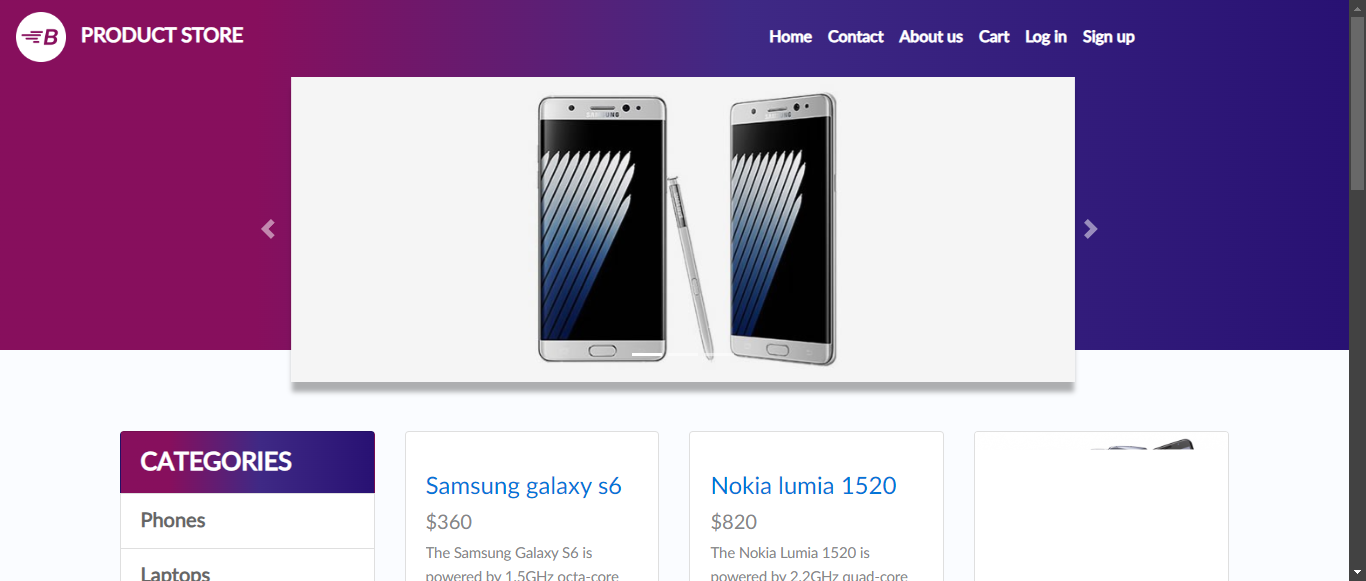 B PRODUCT STORE
Home Contact About us Cart Log in Sign up
SAMSUNG
SAMSUNG
CATEGORIES
Phones
Laptops
Samsung galaxy s6
$360
The Samsung Galaxy S6 is
powered by 1.5GHz octa-core
Nokia lumia 1520
$820
The Nokia Lumia 1520 is
powered by 2.2GHz quad-core